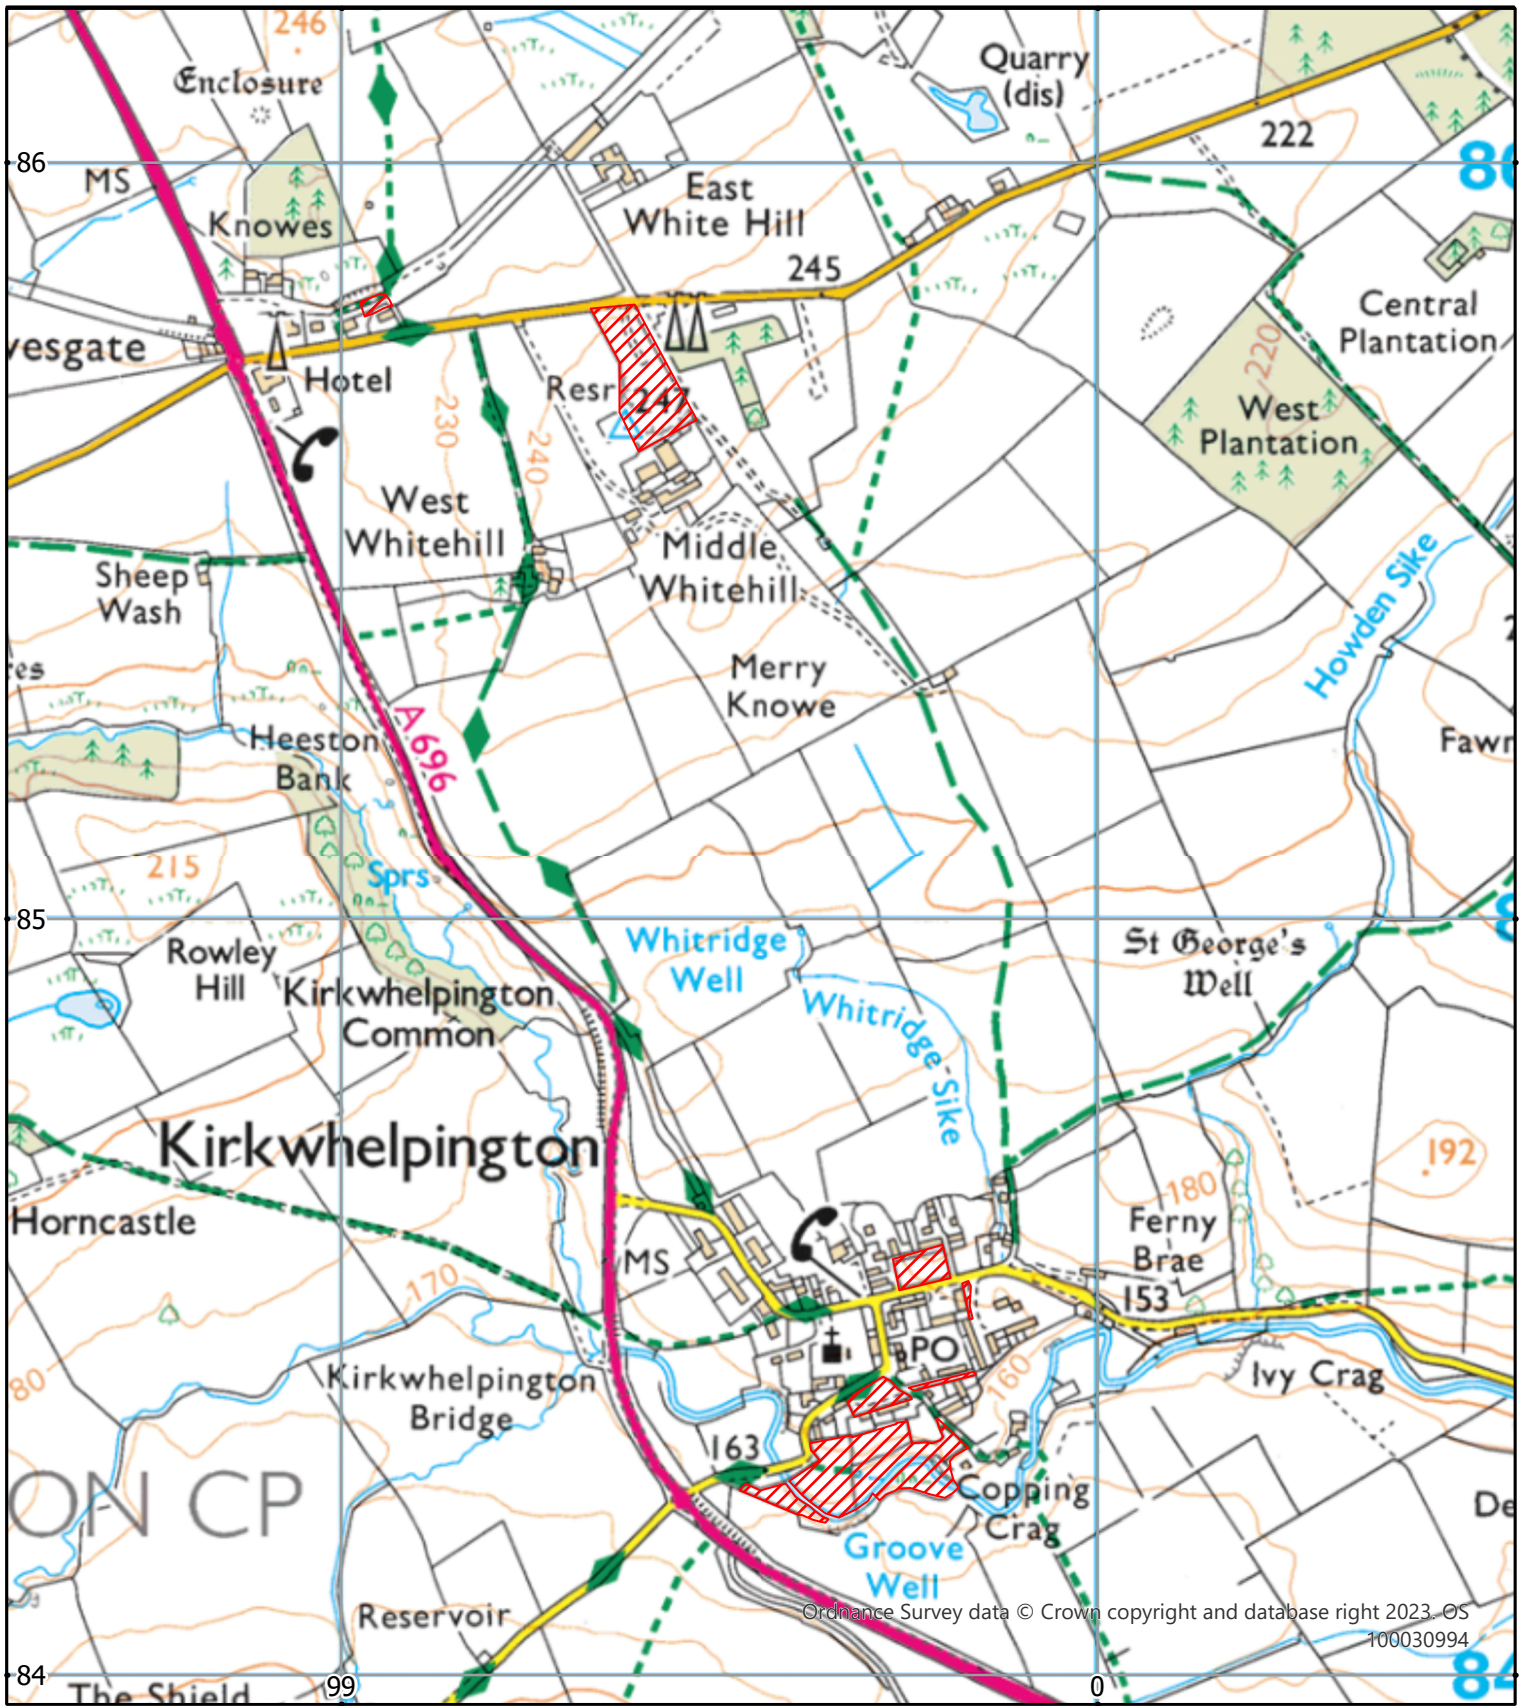 246
Enclosure
Quarry
(dis)
222
86
86
MS
East
White Hill
Knowes
245
Central
Plantation
vesgate
Hotel
Resr
247
220
230
240
West
Plantation
West
Whitehill
Middle
Whitehill
Sheep
Wash
Howden Sike
Merry
Knowe
A 696
Heeston
Bank
Fawn
215
Sprs
85
Rowley
Hill
Whitridge
Well
St George's
Well
Kirkwhelpington
Common
Whitridge Sike
Kirkwhelpington
192
180
Horncastle
Ferny
Brae
MS
170
153
PO
160
Ivy Crag
80
Kirkwhelpington
Bridge
163
ON CP
Copping
Crag
De
Groove
Well
Reservoir
Ordnance Survey data © Crown copyright and database right 2023. OS
100030994
84
84
99
0
The Shield